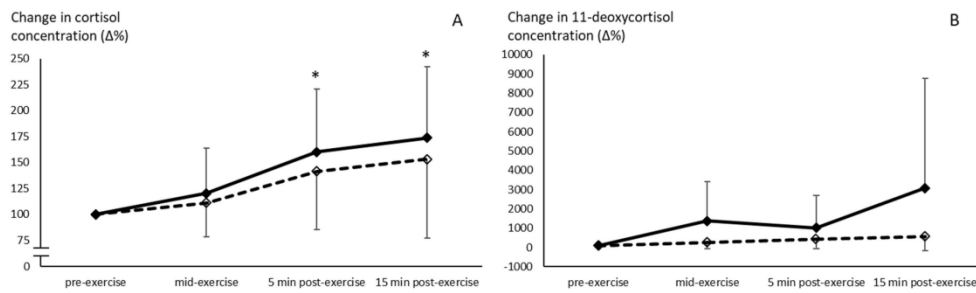 Change in cortisol
concentration (Δ%)
A
250
225
200
175
150
125
100
75
0
*
*
pre-exercise
mid-exercise
5 min post-exercise
15 min post-exercise
Change in 11-deoxycortisol
concentration (Δ%)
B
10000
9000
8000
7000
6000
5000
4000
3000
2000
1000
0
-1000
pre-exercise
mid-exercise
5 min post-exercise
15 min post-exercise